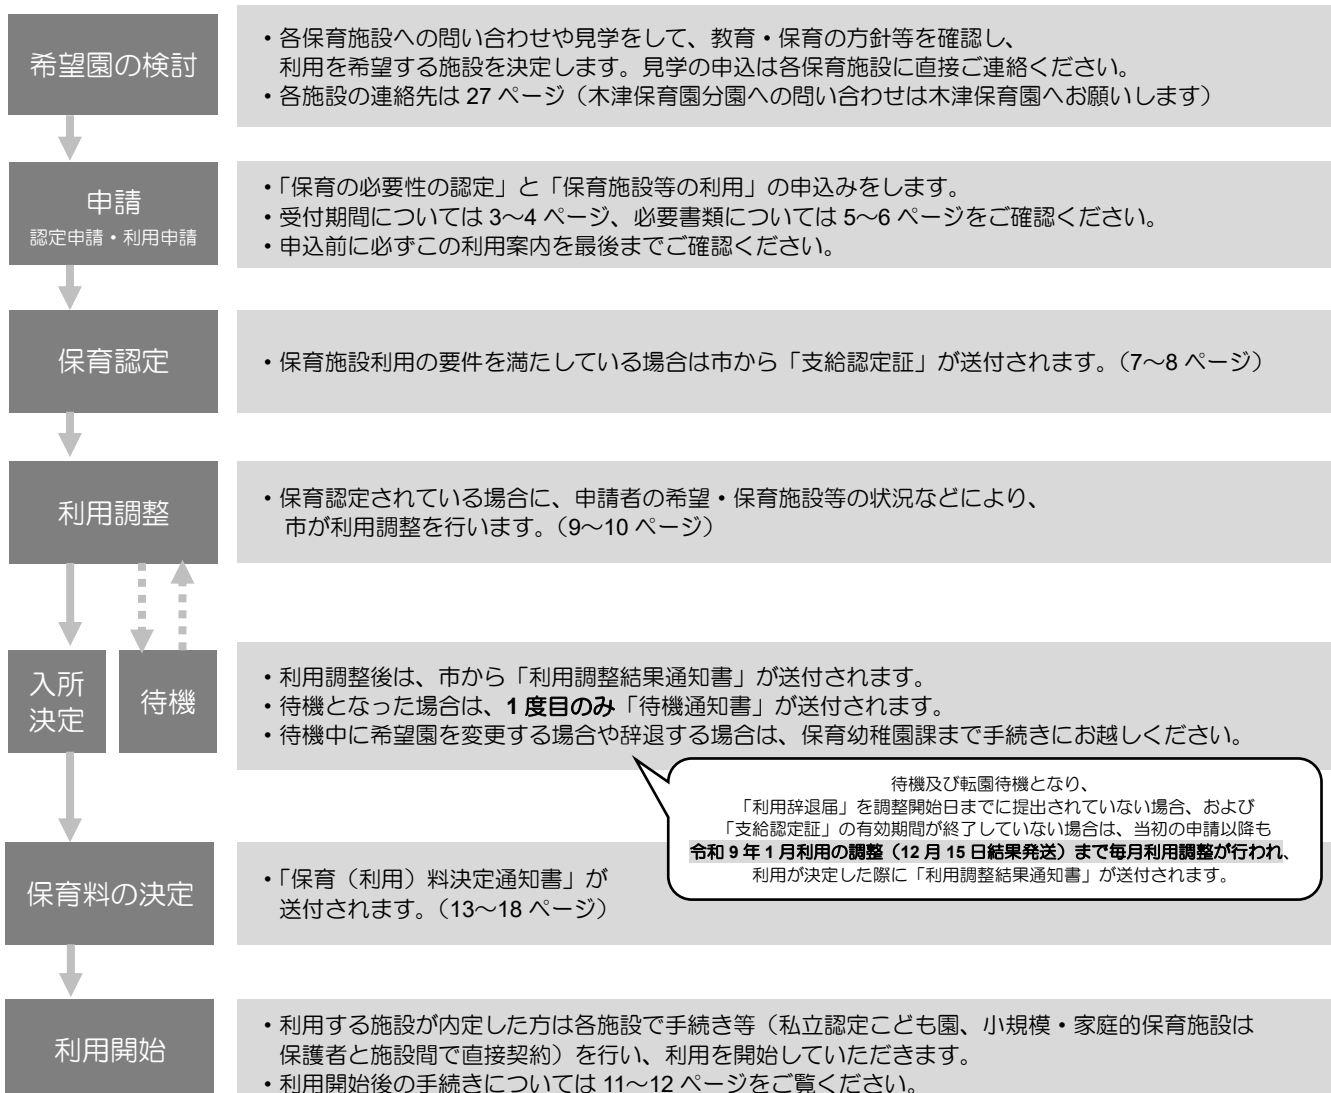 希望園の検討
・各保育施設への問い合わせや見学をして、教育・保育の方針等を確認し、
利用を希望する施設を決定します。見学の申込は各保育施設に直接ご連絡ください。
・各施設の連絡先は 27 ページ（木津保育園分園への問い合わせは木津保育園へお願いします）
申請
認定申請・利用申請
・「保育の必要性の認定」と「保育施設等の利用」の申込みをします。
・受付期間については 3～4 ページ、必要書類については 5～6 ページをご確認ください。
・申込前に必ずこの利用案内を最後までご確認ください。
保育認定
・保育施設利用の要件を満たしている場合は市から「支給認定証」が送付されます。（7～8 ページ）
利用調整
・保育認定されている場合に、申請者の希望・保育施設等の状況などにより、
市が利用調整を行います。（9～10 ページ）
入所
決定
待機
・利用調整後は、市から「利用調整結果通知書」が送付されます。
・待機となった場合は、1 度目のみ「待機通知書」が送付されます。
・待機中に希望園を変更する場合や辞退する場合は、保育幼稚園課まで手続きにお越しください。
待機及び転園待機となり、
「利用辞退届」を調整開始日までに提出されていない場合、および
「支給認定証」の有効期間が終了していない場合は、当初の申請以降も
令和 9 年 1 月利用の調整（12 月 15 日結果発送）まで毎月利用調整が行われ、
利用が決定した際に「利用調整結果通知書」が送付されます。
保育料の決定
・「保育（利用）料決定通知書」が
送付されます。（13～18 ページ）
利用開始
・利用する施設が内定した方は各施設で手続き等（私立認定こども園、小規模・家庭的保育施設は
保護者と施設間で直接契約）を行い、利用を開始していただきます。
・利用開始後の手続きについては 11～12 ページをご覧ください。